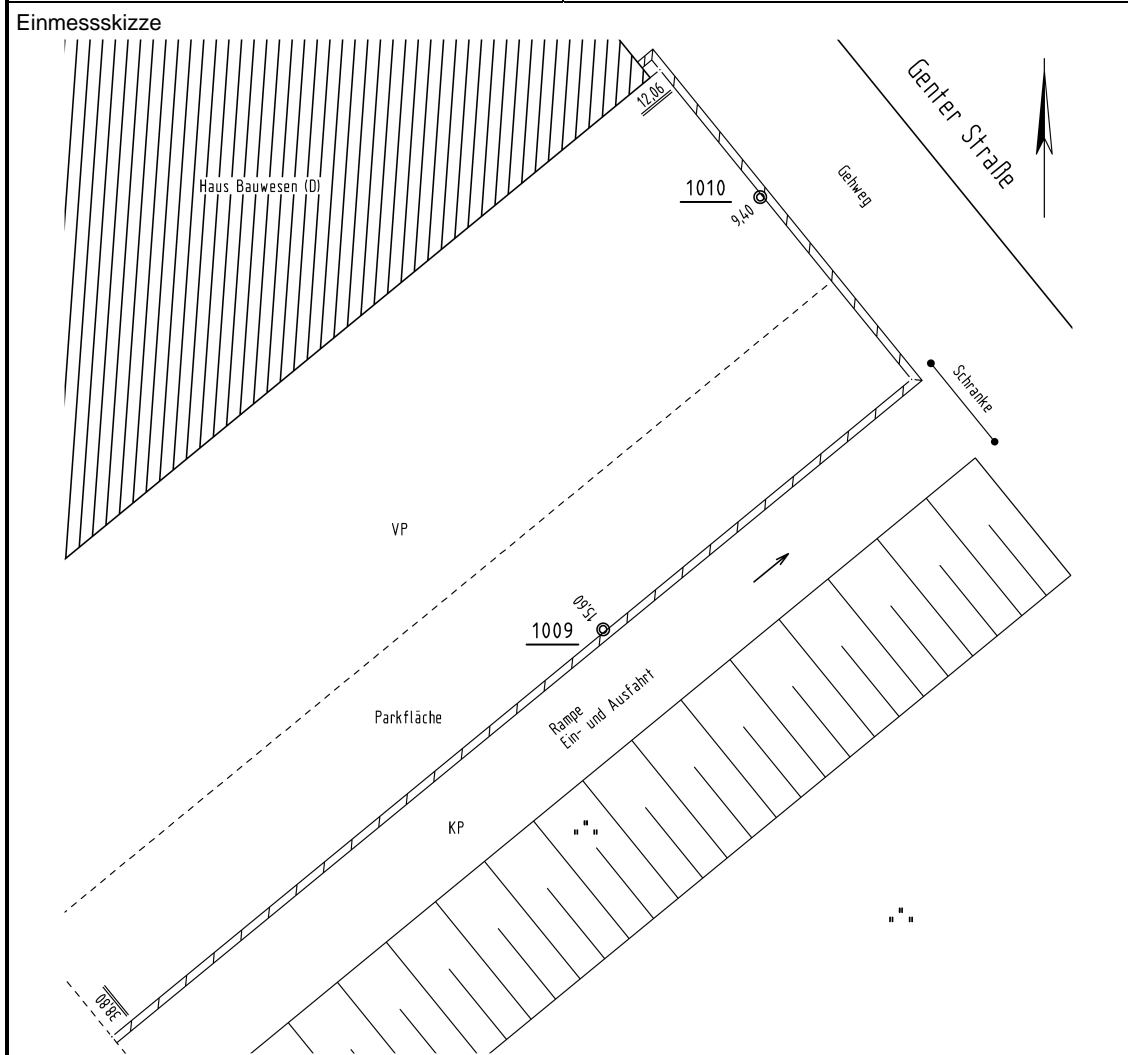 Einmessskizze
Genter Straße
12,06
Haus Bauwesen (D)
Gehweg
1010
9,40
Schranke
VP
15,60
1009
Rampe
Ein- und Ausfahrt
Parkfläche
KP
38,80